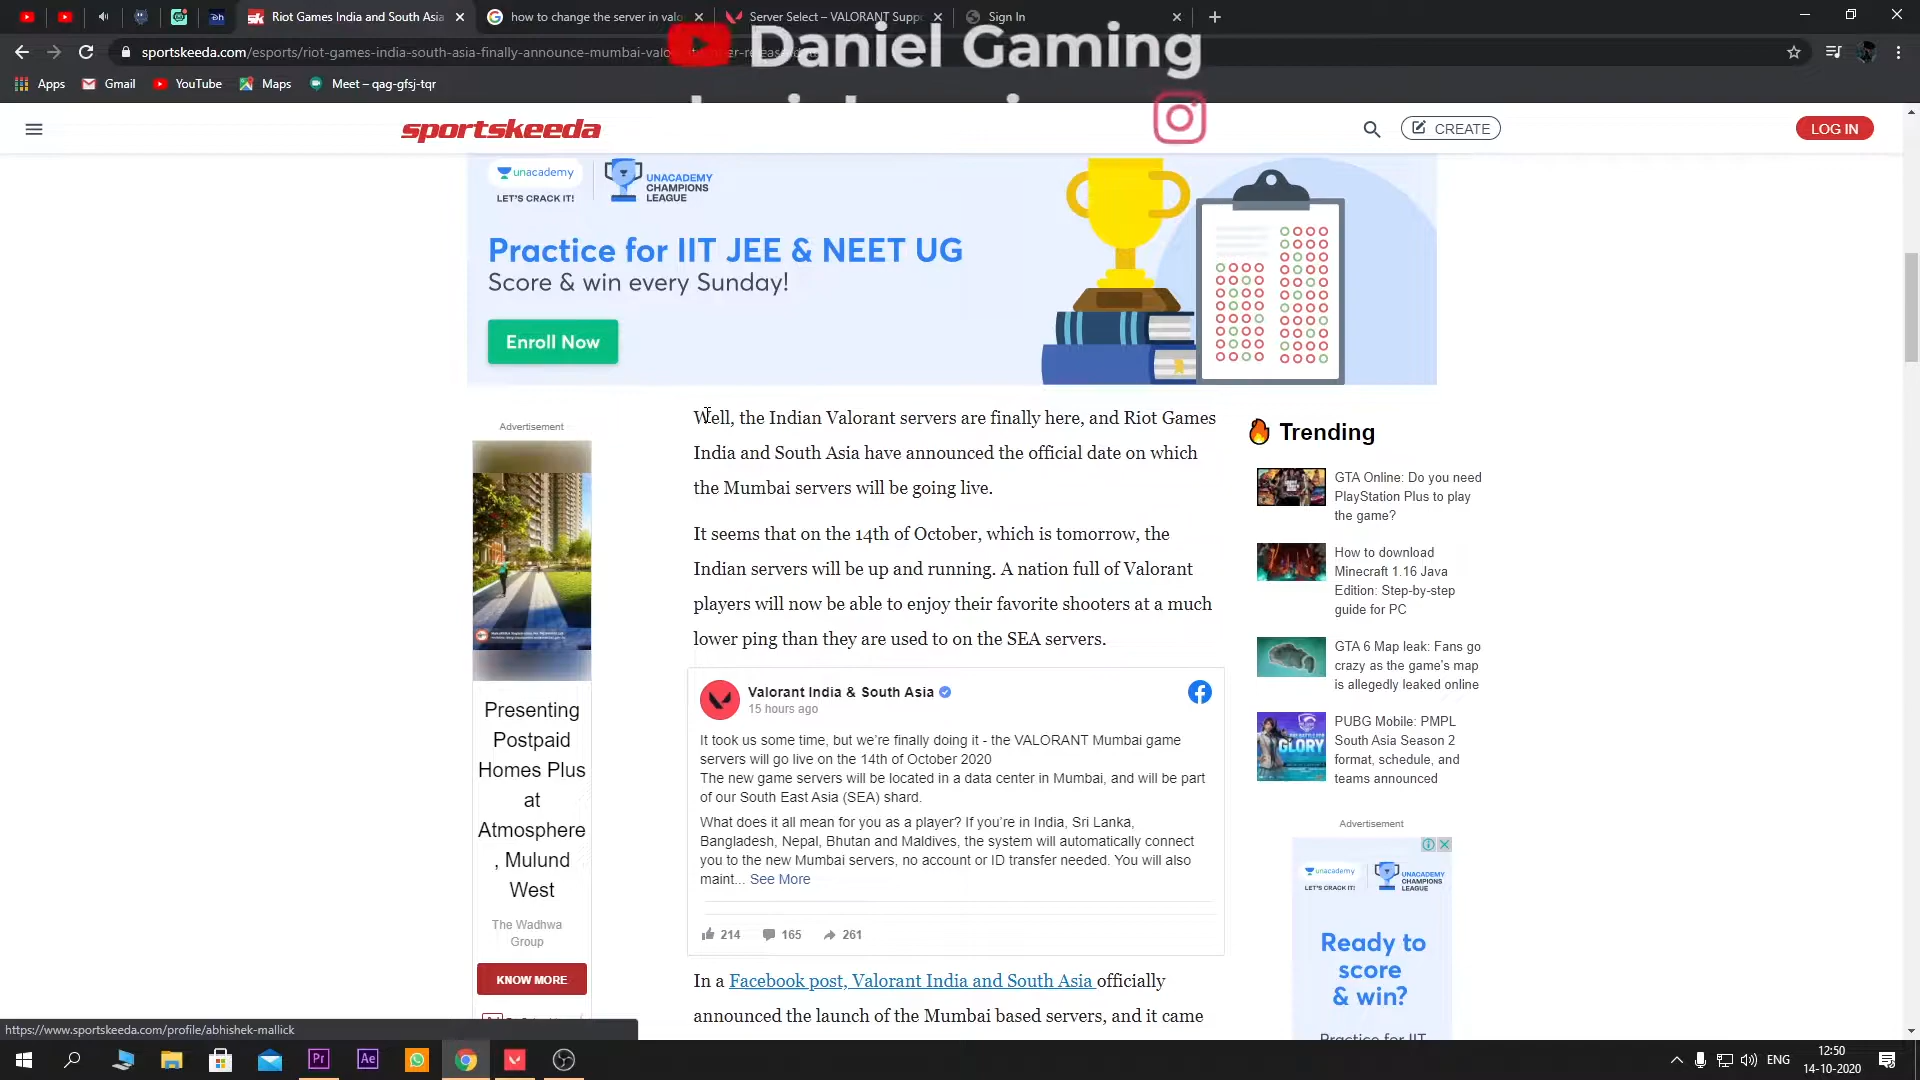 Riot Games India and South Asia
how to change the server in valo
Server Select – VALORANT Supp
Sign In
Daniel Gaming
sportskeeda.com/esports/riot-games-india-south-asia-finally-announce-mumbai-valo
Apps
Gmail
YouTube
Maps
Meet – qag-gfsj-tqr
sportskeeda
CREATE
LOG IN
unacademy
LET'S CRACK IT!
UNACADEMY
CHAMPIONS
LEAGUE
Practice for IIT JEE & NEET UG
Score & win every Sunday!
Enroll Now
Well, the Indian Valorant servers are finally here, and Riot Games
India and South Asia have announced the official date on which
the Mumbai servers will be going live.
It seems that on the 14th of October, which is tomorrow, the
Indian servers will be up and running. A nation full of Valorant
players will now be able to enjoy their favorite shooters at a much
lower ping than they are used to on the SEA servers.
Valorant India & South Asia
15 hours ago
It took us some time, but we're finally doing it - the VALORANT Mumbai game
servers will go live on the 14th of October 2020
The new game servers will be located in a data center in Mumbai, and will be part
of our South East Asia (SEA) shard.
What does it all mean for you as a player? If you're in India, Sri Lanka,
Bangladesh, Nepal, Bhutan and Maldives, the system will automatically connect
you to the new Mumbai servers, no account or ID transfer needed. You will also
maint... See More
214
165
261
In a Facebook post, Valorant India and South Asia officially
announced the launch of the Mumbai based servers, and it came
Advertisement
Presenting
Postpaid
Homes Plus
at
Atmosphere
, Mulund
West
The Wadhwa
Group
KNOW MORE
Trending
GTA Online: Do you need
PlayStation Plus to play
the game?
How to download
Minecraft 1.16 Java
Edition: Step-by-step
guide for PC
GTA 6 Map leak: Fans go
crazy as the game's map
is allegedly leaked online
GLORY
PUBG Mobile: PMPL
South Asia Season 2
format, schedule, and
teams announced
Advertisement
unacademy
LET'S CRACK IT!
UNACADEMY
CHAMPIONS
LEAGUE
Ready to
score
& win?
Practice for IIT
https://www.sportskeeda.com/profile/abhishek-mallick
Pr
Ae
ENG
12:50
14-10-2020